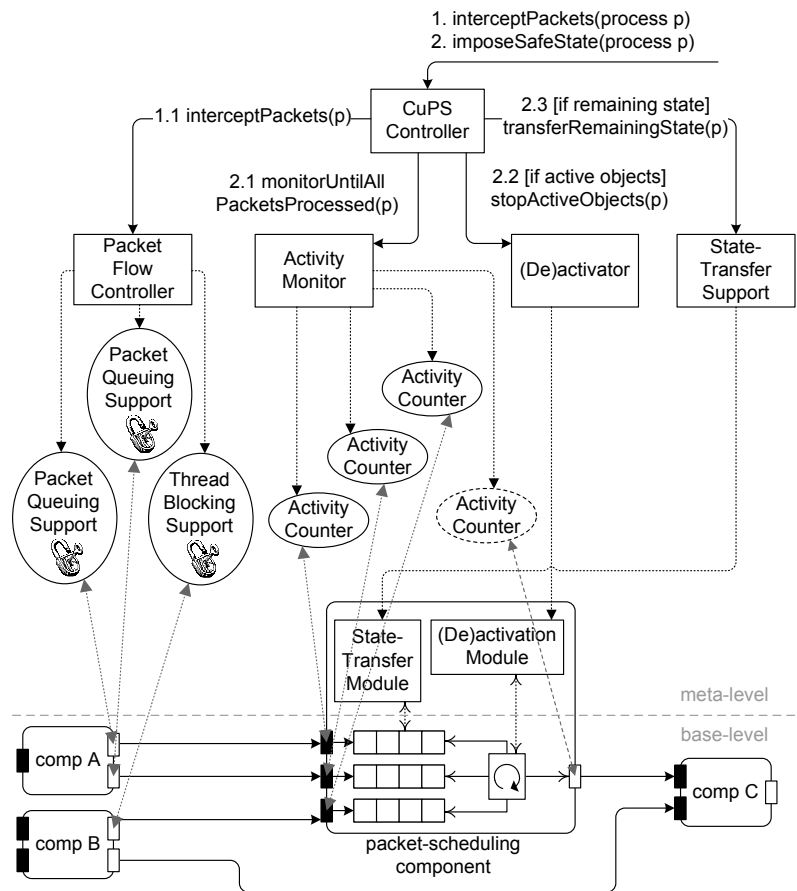 1. interceptPackets(process p)
2. imposeSafeState(process p)
1.1 interceptPackets(p)
CuPS
Controller
2.3 [if remaining state]
transferRemainingState(p)
2.1 monitorUntilAll
PacketsProcessed(p)
2.2 [if active objects]
stopActiveObjects(p)
Packet
Flow
Controller
Activity
Monitor
(De)activator
State-
Transfer
Support
Packet
Queuing
Support
Activity
Counter
Activity
Counter
Packet
Queuing
Support
Thread
Blocking
Support
Activity
Counter
Activity
Counter
State-
Transfer
Module
(De)activation
Module
meta-level
base-level
comp A
comp B
comp C
packet-scheduling
component